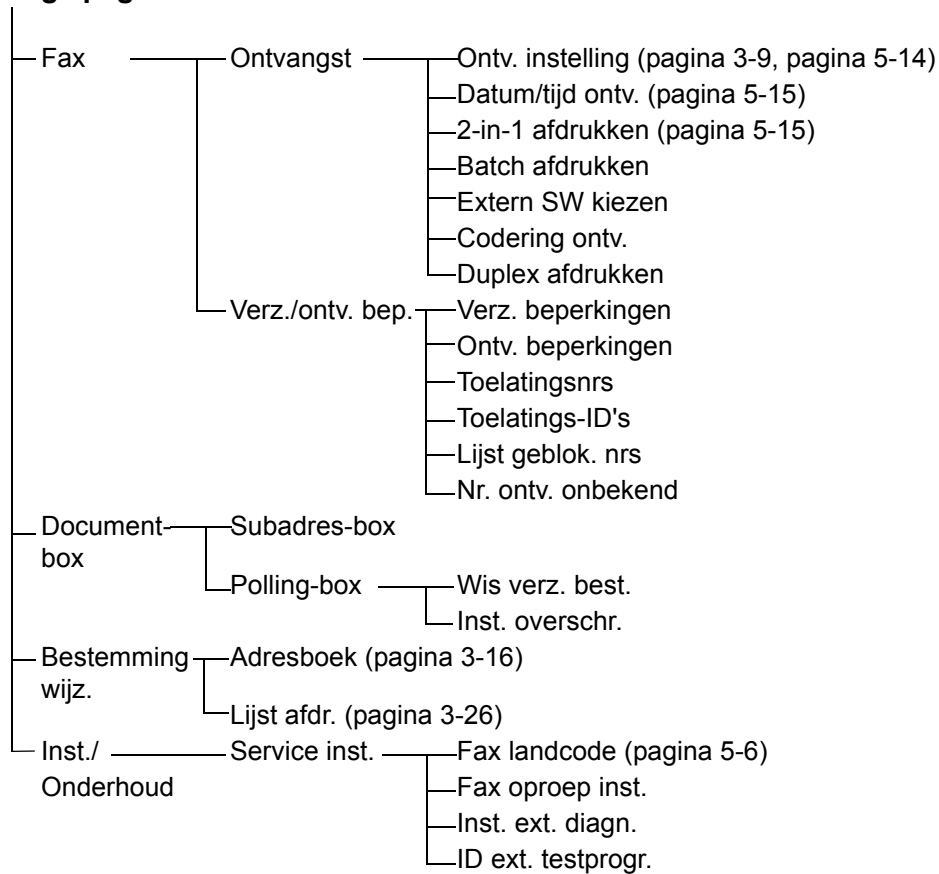 Fax Ontvangst Ontv. instelling (pagina 3-9, pagina 5-14)
Datum/tijd ontv. (pagina 5-15)
2-in-1 afdrukken (pagina 5-15)
Batch afdrukken
Extern SW kiezen
Codering ontv.
Duplex afdrukken
Verz./ontv. bep. Verz. beperkingen
Ontv. beperkingen
Toelatingsnrs
Toelatings-ID's
Lijst geblok. nrs
Nr. ontv. onbekend
Document- Subadres-box
box
Polling-box Wis verz. best.
Inst. overschr.
Bestemming Adresboek (pagina 3-16)
wijz.
Lijst afdr. (pagina 3-26)
Inst./ Service inst. Fax landcode (pagina 5-6)
Onderhoud Fax oproep inst.
Inst. ext. diagn.
ID ext. testprogr.